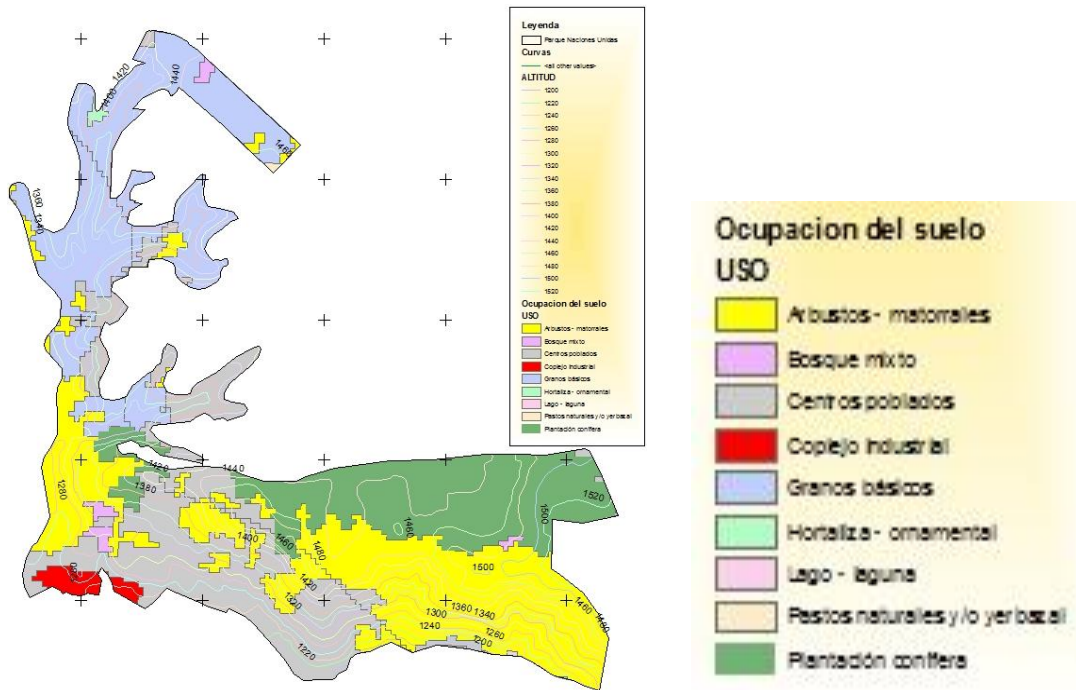 1420
1440
1400
1460
1360
1340
1420
1440
1380
1280
1400
1460
1480
1460
1500
1520
1500
1420
1320
1220
1300
1360
1340
1240
1260
1200
1460
1480
Leyenda
Parque Naciones Unidas
Curvas
<all other values>
ALTITUD
1200
1220
1240
1260
1280
1300
1320
1340
1360
1380
1400
1420
1440
1460
1480
1500
1520
Ocupacion del suelo
USO
Arbustos - matorrales
Bosque mixto
Centros poblados
Coplejo industrial
Granos básicos
Hortaliza - ornamental
Lago - laguna
Pastos naturales y/o yerbazal
Plantación conífera
Ocupacion del suelo
USO
Arbustos - matorrales
Bosque mixto
Centros poblados
Coplejo industrial
Granos básicos
Hortaliza - ornamental
Lago - laguna
Pastos naturales y/o yerbazal
Plantación conífera